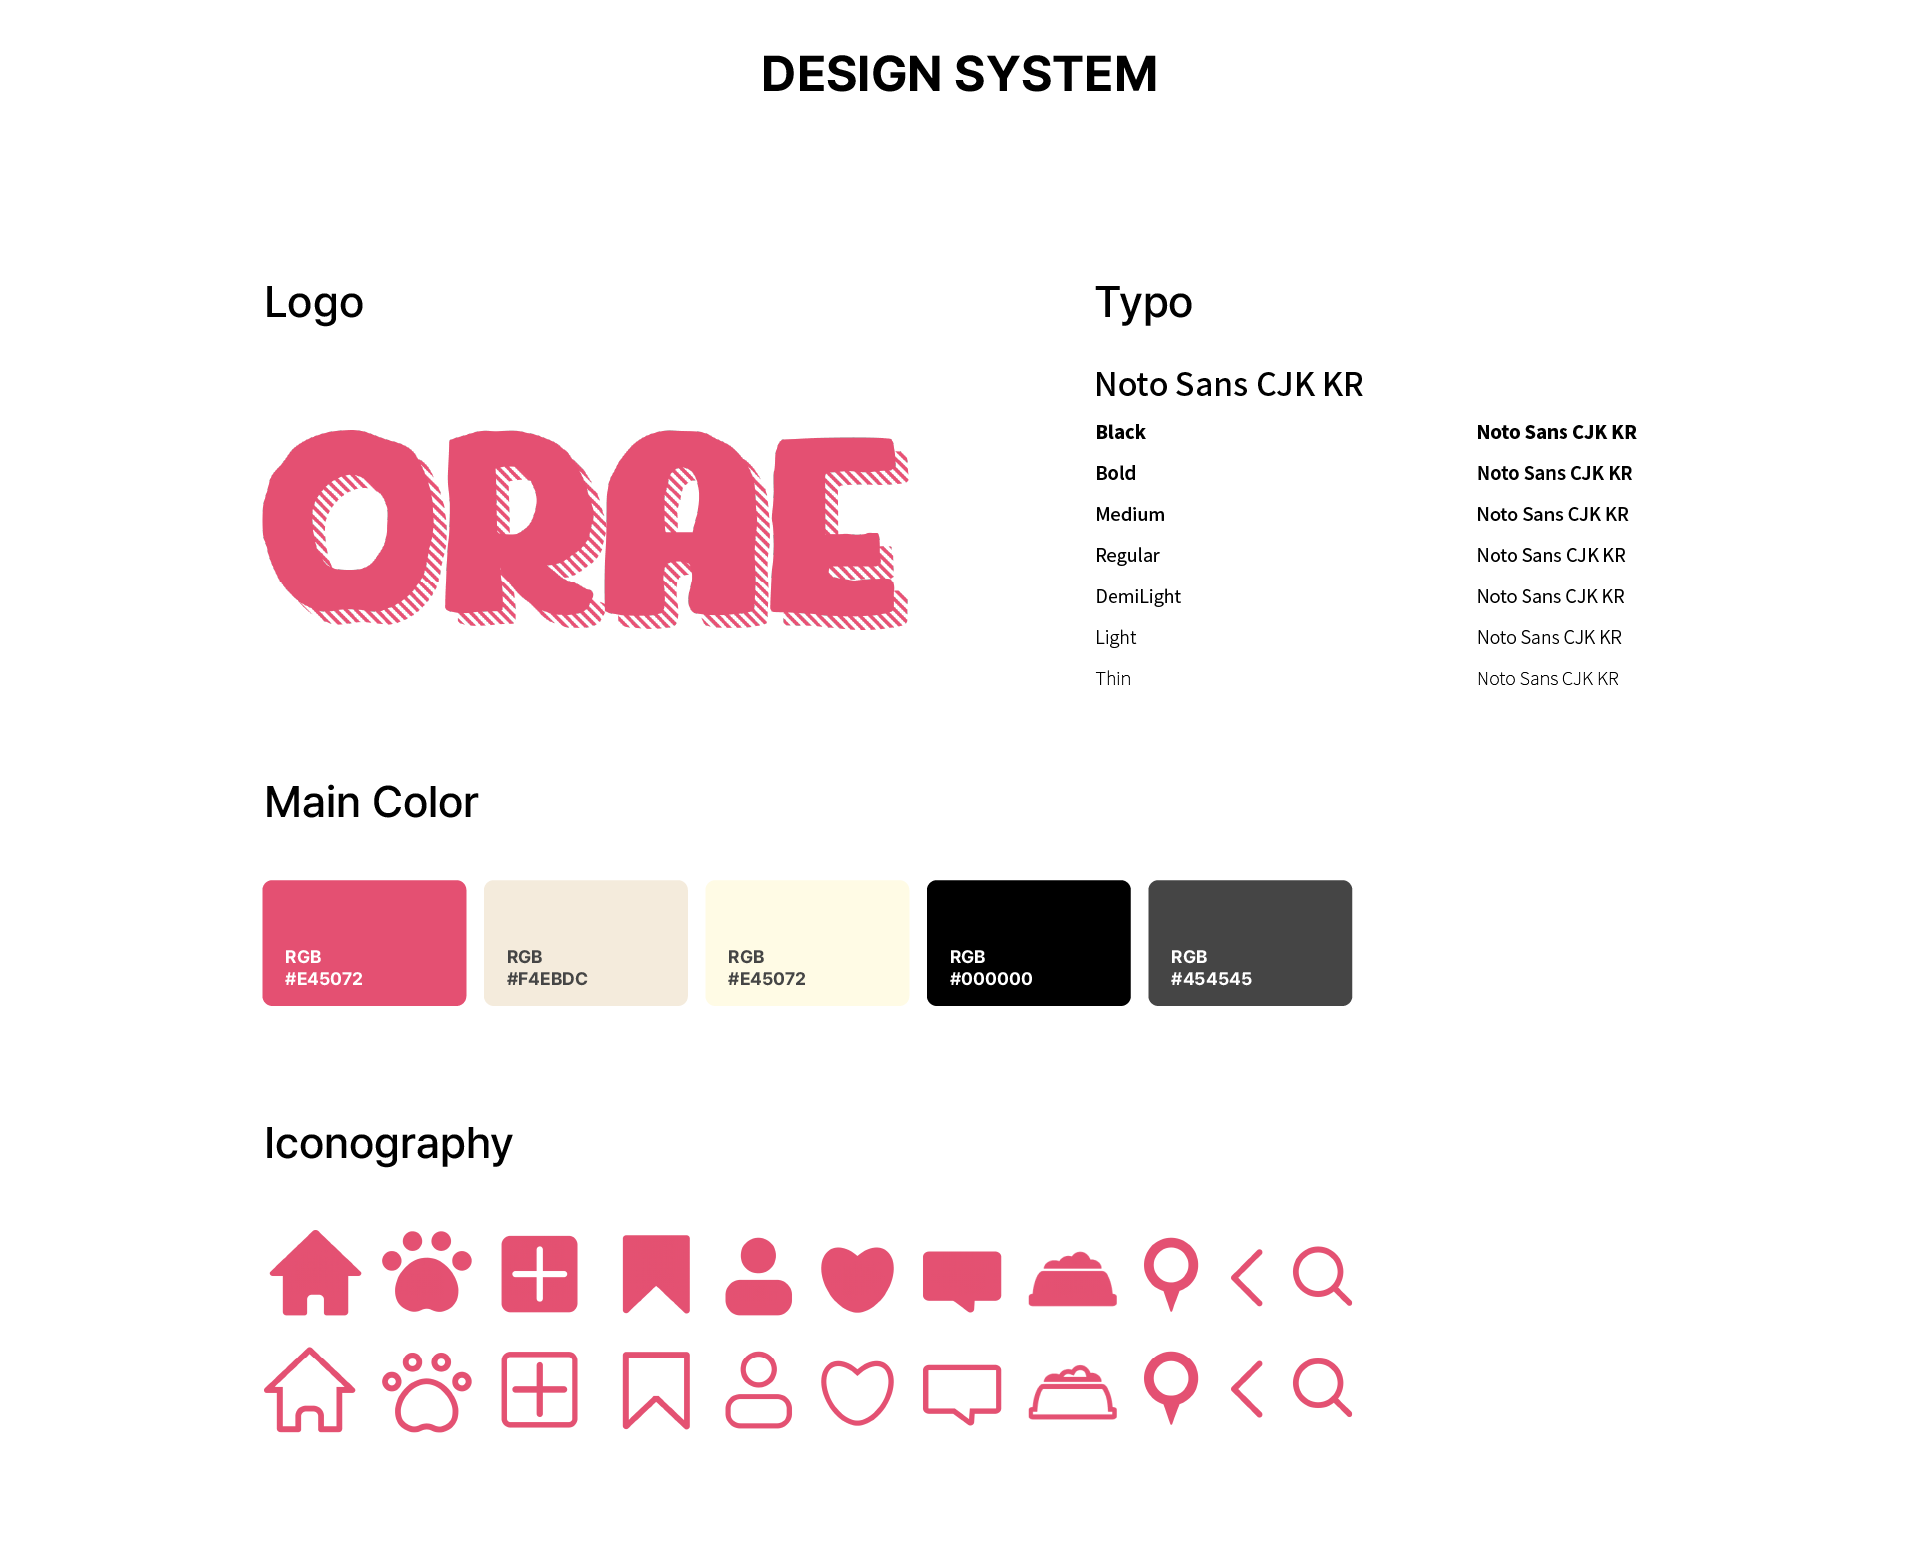 DESIGN SYSTEM
Logo
ORAE
Typo
Noto Sans CJK KR
Black Noto Sans CJK KR
Bold Noto Sans CJK KR
Medium Noto Sans CJK KR
Regular Noto Sans CJK KR
DemiLight Noto Sans CJK KR
Light Noto Sans CJK KR
Thin Noto Sans CJK KR
Main Color
RGB
#E45072
RGB
#F4EBDC
RGB
#E45072
RGB
#000000
RGB
#454545
Iconography